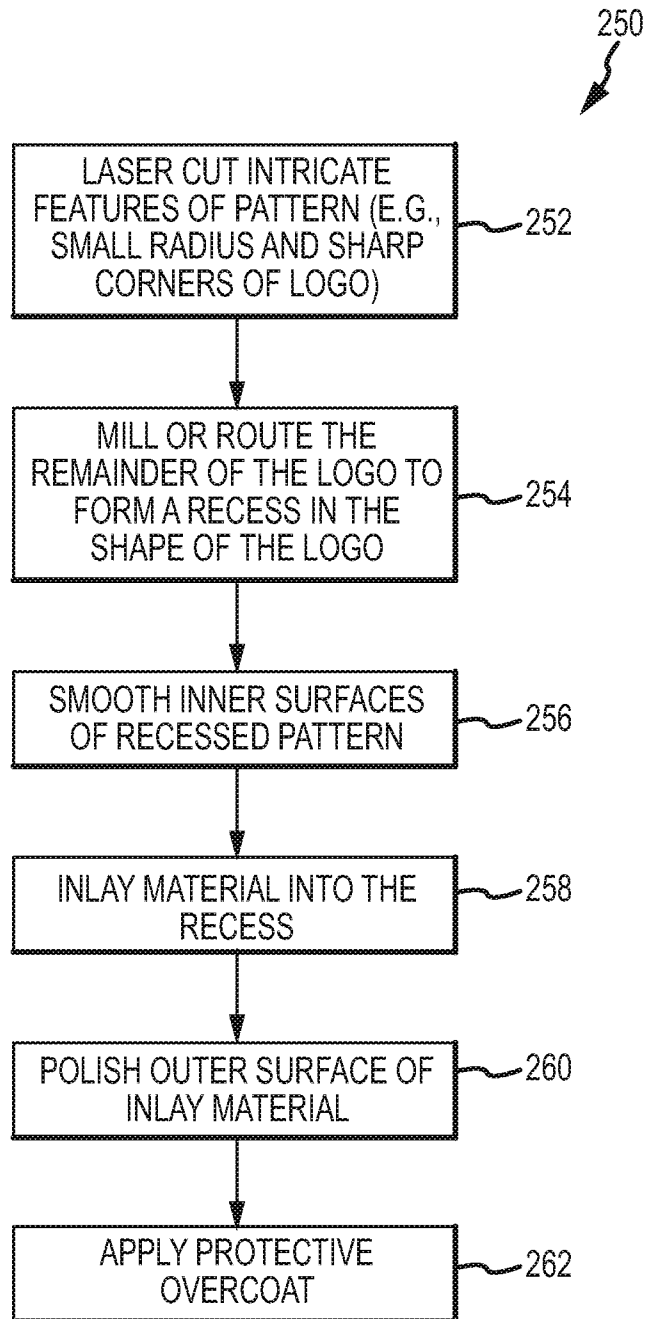 250
LASER CUT INTRICATE
FEATURES OF PATTERN (E.G.,
SMALL RADIUS AND SHARP
CORNERS OF LOGO)
252
MILL OR ROUTE THE
REMAINDER OF THE LOGO TO
FORM A RECESS IN THE
SHAPE OF THE LOGO
254
SMOOTH INNER SURFACES
OF RECESSED PATTERN
256
INLAY MATERIAL INTO THE
RECESS
258
POLISH OUTER SURFACE OF
INLAY MATERIAL
260
APPLY PROTECTIVE
OVERCOAT
262